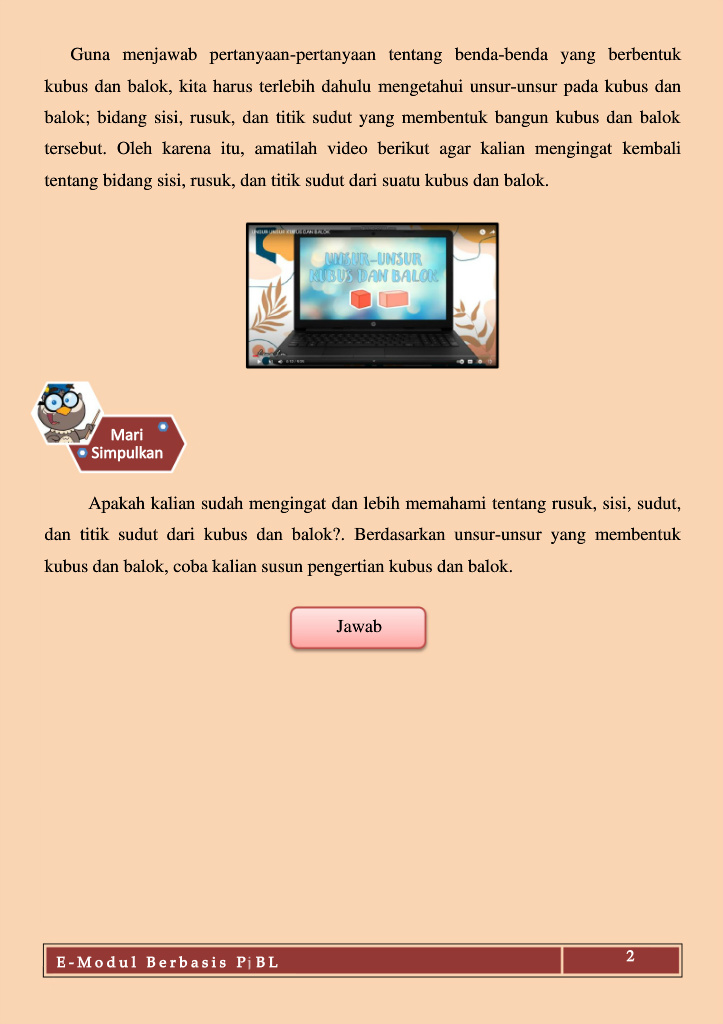 Guna menjawab pertanyaan-pertanyaan tentang benda-benda yang berbentuk
kubus dan balok, kita harus terlebih dahulu mengetahui unsur-unsur pada kubus dan
balok; bidang sisi, rusuk, dan titik sudut yang membentuk bangun kubus dan balok
tersebut. Oleh karena itu, amatilah video berikut agar kalian mengingat kembali
tentang bidang sisi, rusuk, dan titik sudut dari suatu kubus dan balok.
UNSUR-UNSUR KUBUS DAN BALOK
UNSUR-UNSUR
KUBUS DAN BALOK
Mari
Simpulkan
Apakah kalian sudah mengingat dan lebih memahami tentang rusuk, sisi, sudut,
dan titik sudut dari kubus dan balok?. Berdasarkan unsur-unsur yang membentuk
kubus dan balok, coba kalian susun pengertian kubus dan balok.
Jawab
E-Modul Berbasis PjBL
2